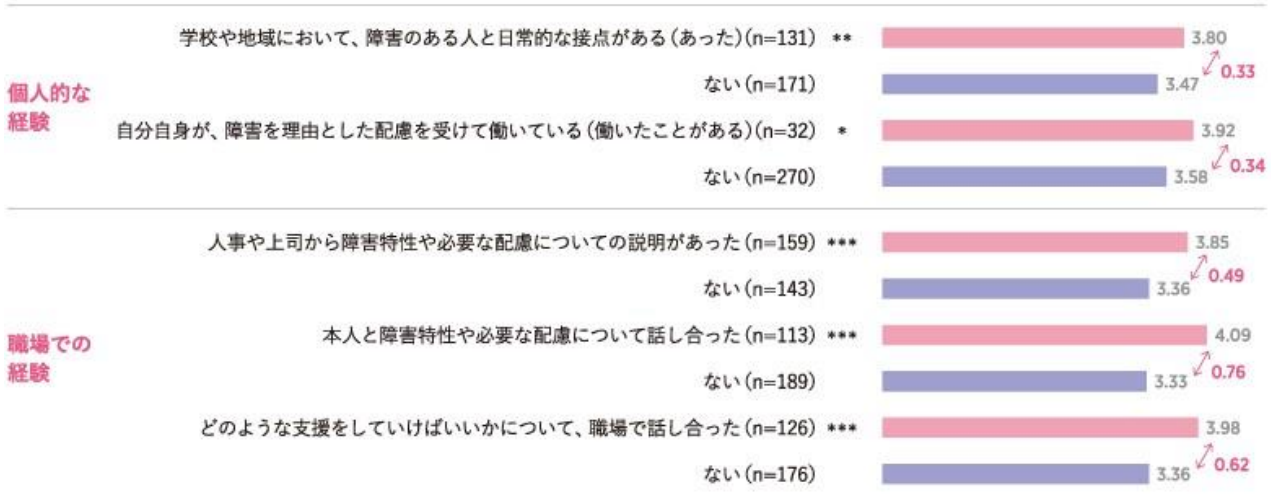 学校や地域において、障害のある人と日常的な接点がある(あった)(n=131) ** 3.80
0.33
ない(n=171) 3.47
個人的な
経験
自分自身が、障害を理由とした配慮を受けて働いている(働いたことがある)(n=32) * 3.92
0.34
ない(n=270) 3.58
人事や上司から障害特性や必要な配慮についての説明があった(n=159) *** 3.85
0.49
ない(n=143) 3.36
職場での
経験
本人と障害特性や必要な配慮について話し合った(n=113) *** 4.09
0.76
ない(n=189) 3.33
どのような支援をしていけばいいかについて、職場で話し合った(n=126) *** 3.98
0.62
ない(n=176) 3.36